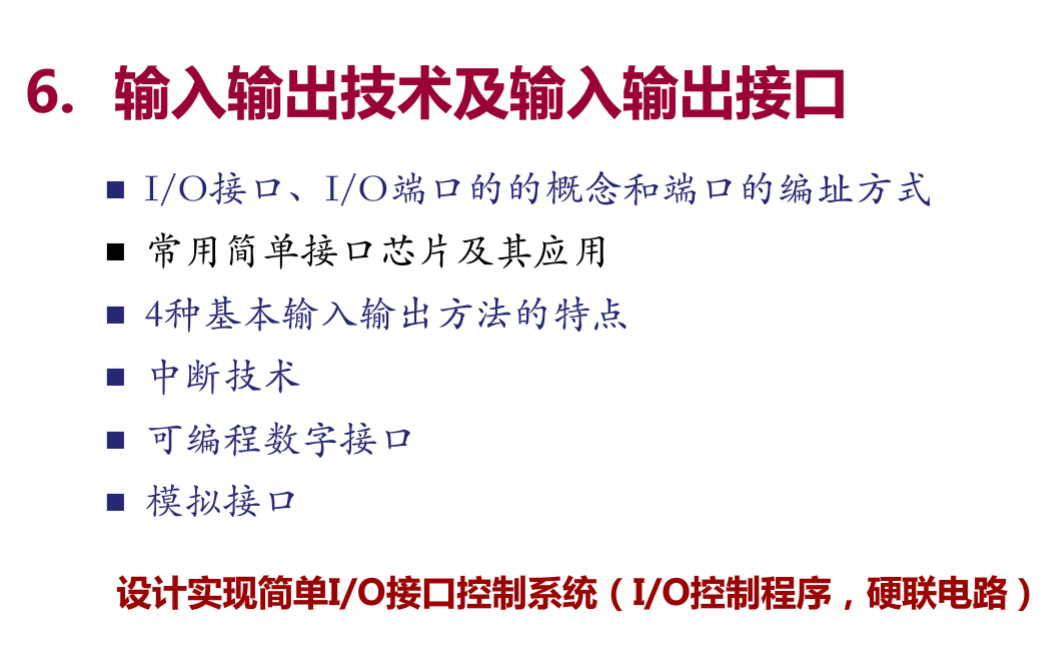 6. 输入输出技术及输入输出接口
I/O接口、I/O端口的的概念和端口的编址方式
常用简单接口芯片及其应用
4种基本输入输出方法的特点
中断技术
可编程数字接口
模拟接口
设计实现简单I/O接口控制系统（I/O控制程序，硬联电路）